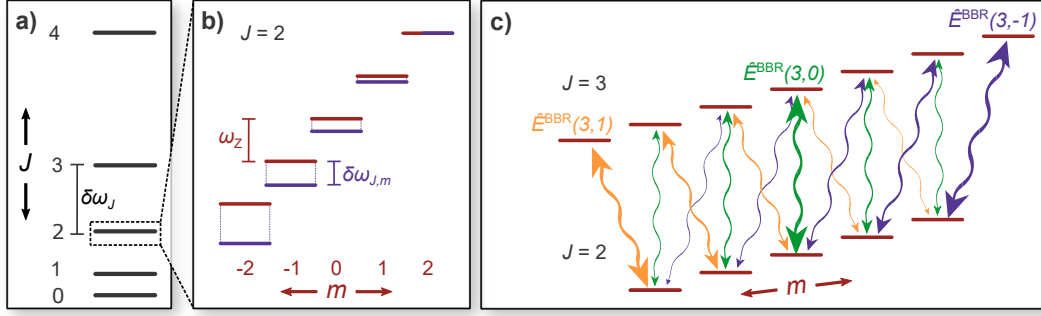 a)
4
J
3
δω_J
2
1
0
b)
J = 2
ω_Z
δω_{J,m}
-2 -1 0 1 2
m
c)
Ê^{BBR}(3,-1)
Ê^{BBR}(3,0)
J = 3
Ê^{BBR}(3,1)
J = 2
m